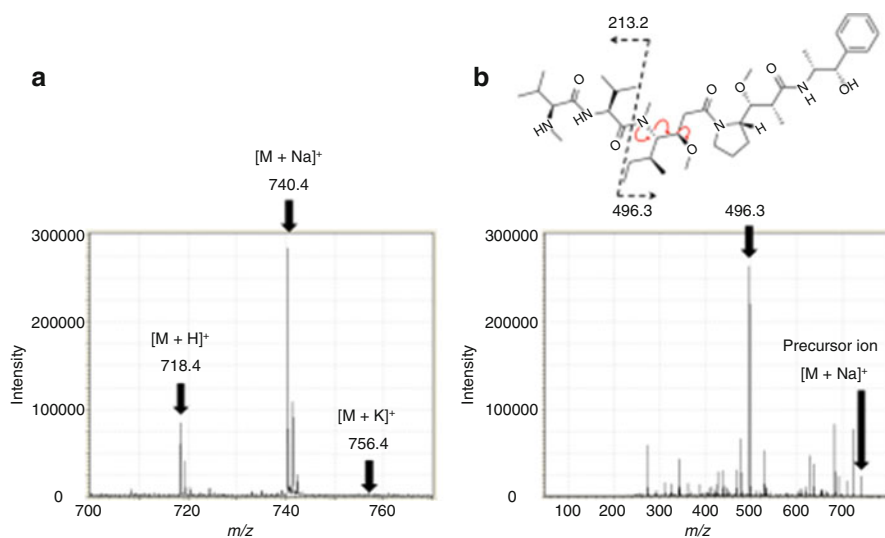 a
[M + Na]+
740.4
[M + H]+
718.4
[M + K]+
756.4
Intensity
300000
200000
100000
0
700
720
740
760
m/z
b
213.2
HN
O
HN
O
N
O
O
N
O
H
O
N
H
OH
496.3
496.3
Precursor ion
[M + Na]+
Intensity
300000
200000
100000
0
100
200
300
400
500
600
700
m/z